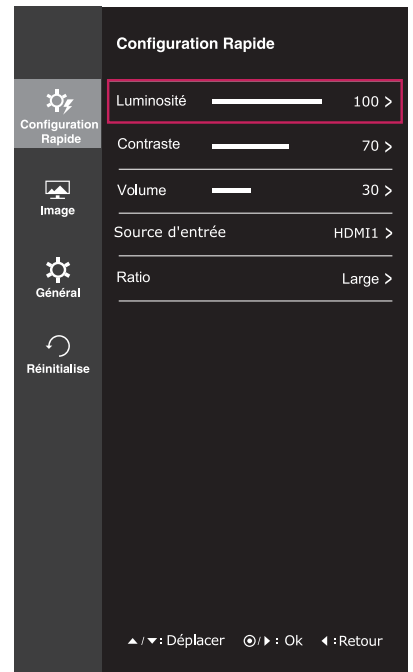 Configuration Rapide
Configuration
Rapide
Image
Général
Réinitialise
Luminosité 100 >
Contraste 70 >
Volume 30 >
Source d'entrée HDMI1 >
Ratio Large >
▲/▼: Déplacer ⦿/▶ : Ok ◀ :Retour